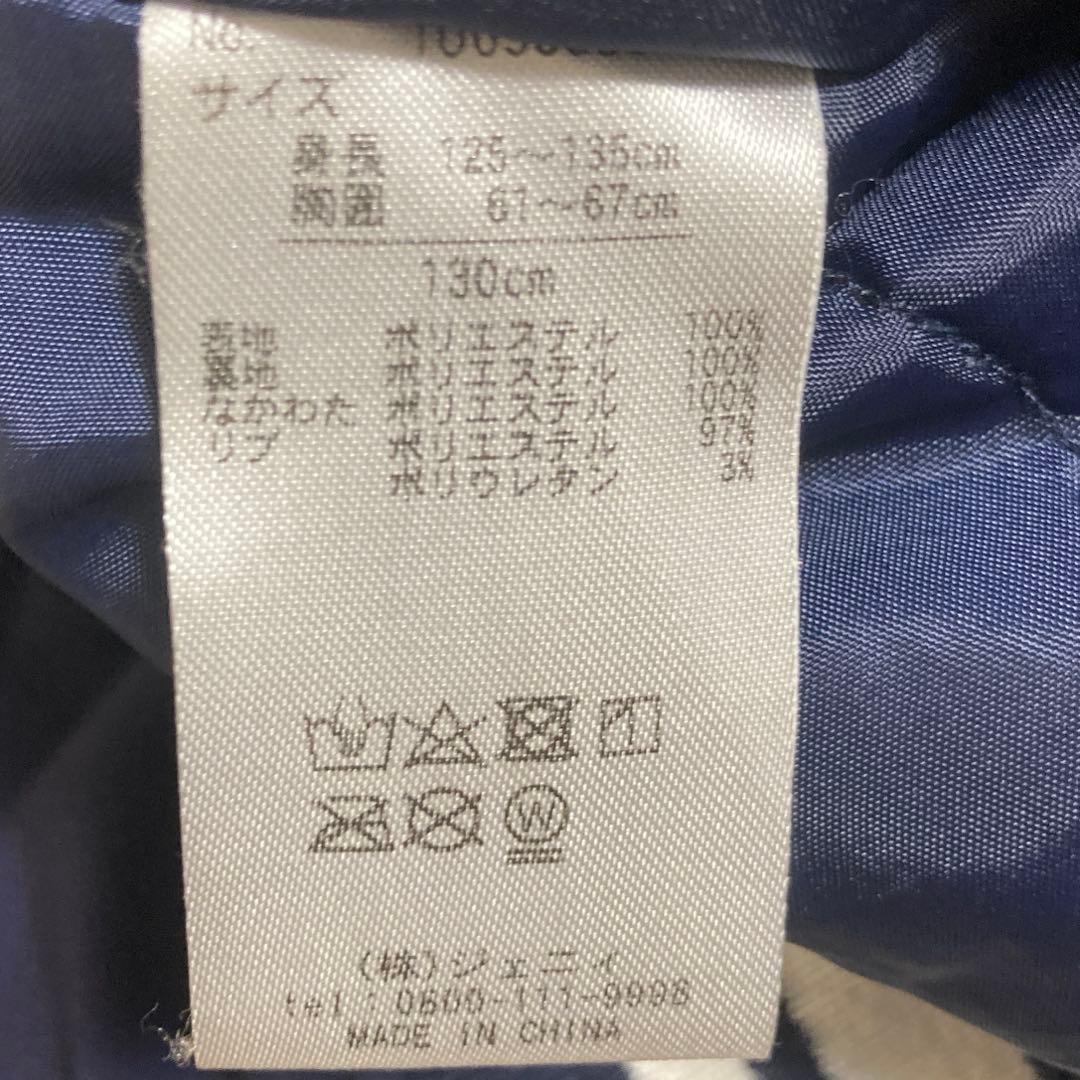 No.
サイズ
身長 125〜135cm
胸囲 61〜67cm
130cm
表地 ポリエステル 100%
裏地 ポリエステル 100%
なかわた ポリエステル 100%
リブ ポリエステル 97%
ポリウレタン 3%
W
(株)ジェニィ
tel:0600-111-9998
MADE IN CHINA